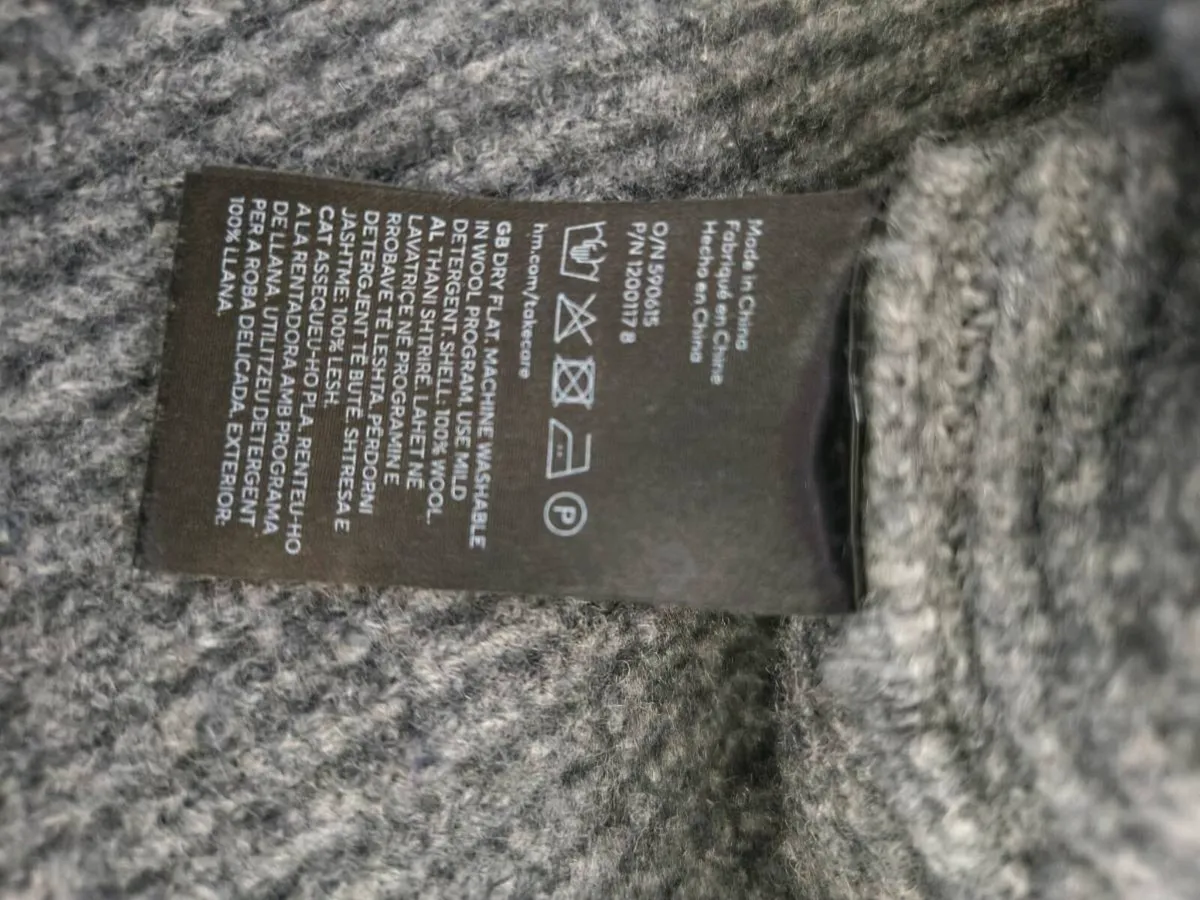 Made in China
Fabriqué en Chine
Hecho en China
O/N 590615
P/N 1200117 8
P
hm.com/takecare
GB DRY FLAT. MACHINE WASHABLE
IN WOOL PROGRAM, USE MILD
DETERGENT. SHELL: 100% WOOL.
AL THANI SHTRIRË. LAHET NË
LAVATRIÇE NË PROGRAMIN E
RROBAVE TË LESHTA, PËRDORNI
DETERGJENT TË BUTË. SHTRESA E
JASHTME: 100% LESH.
CAT ASSEQUEU-HO PLA. RENTEU-HO
A LA RENTADORA AMB PROGRAMA
DE LLANA, UTILITZEU DETERGENT
PER A ROBA DELICADA. EXTERIOR:
100% LLANA.